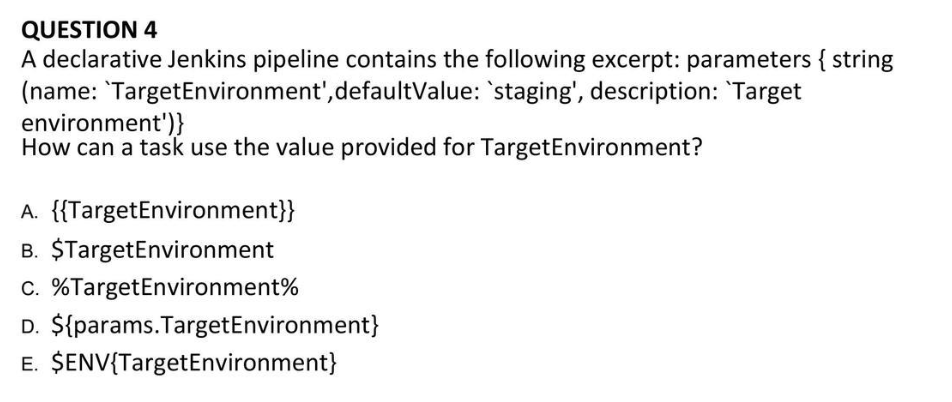 QUESTION 4
A declarative Jenkins pipeline contains the following excerpt: parameters { string
(name: `TargetEnvironment',defaultValue: `staging', description: `Target
environment')}
How can a task use the value provided for TargetEnvironment?
A. {{TargetEnvironment}}
B. $TargetEnvironment
C. %TargetEnvironment%
D. ${params.TargetEnvironment}
E. $ENV{TargetEnvironment}